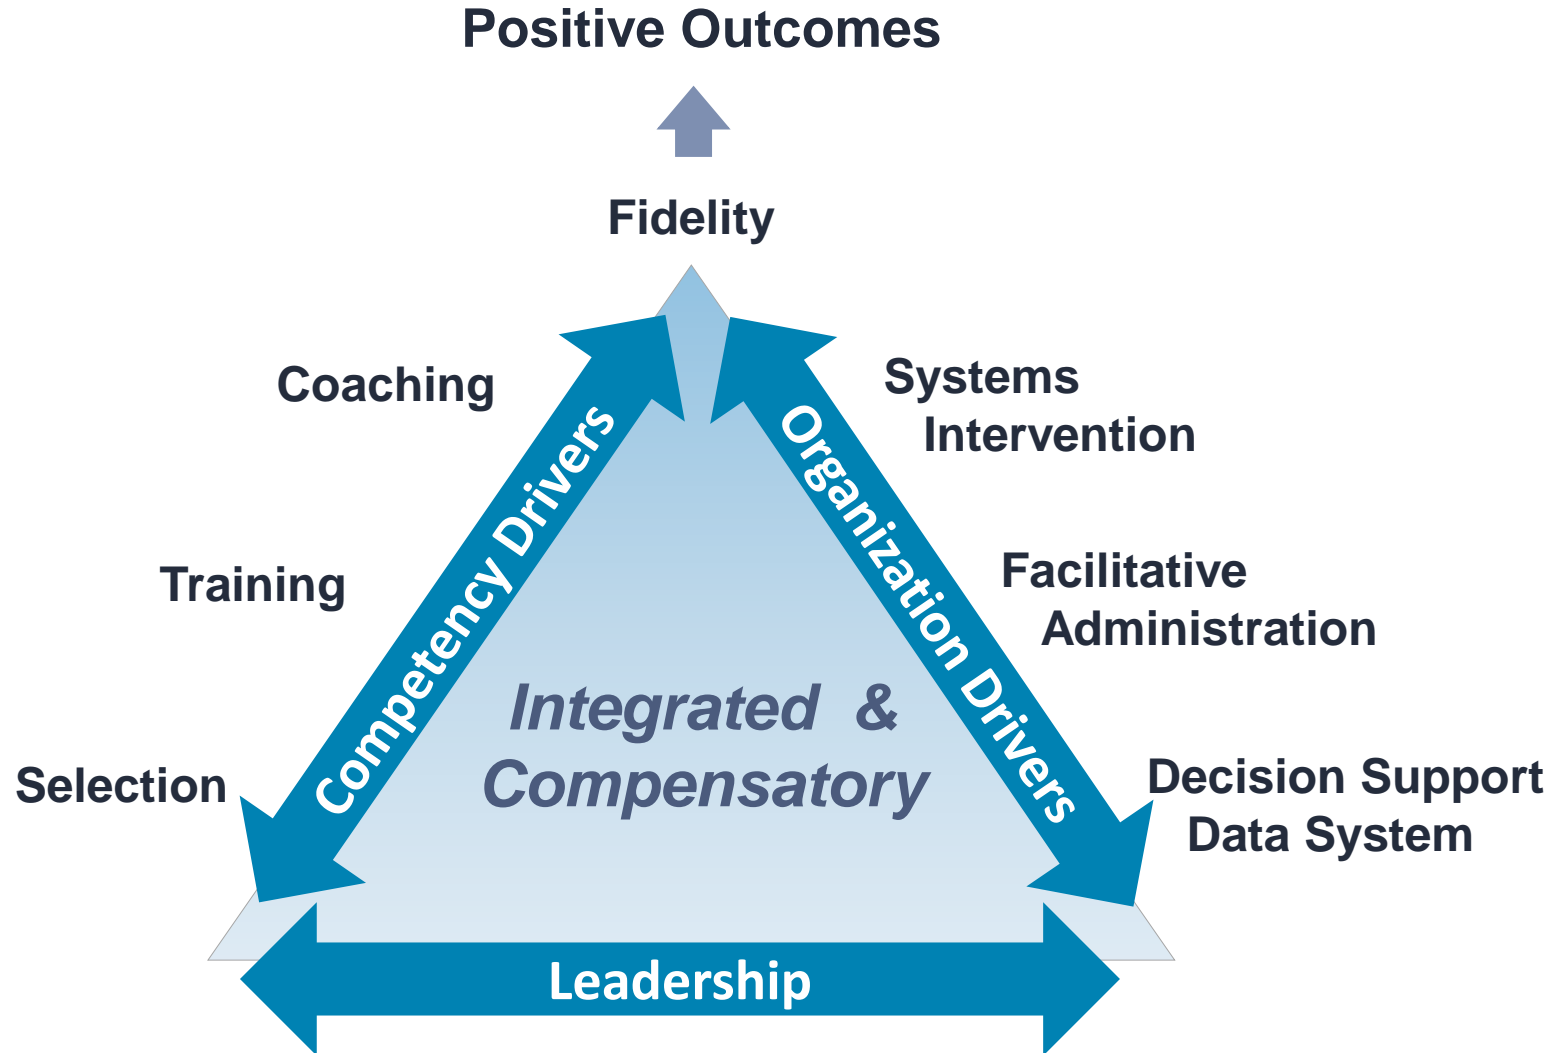 Positive Outcomes
Fidelity
Coaching
Training
Selection
Competency Drivers
Systems
Intervention
Facilitative
Administration
Decision Support
Data System
Organization Drivers
Integrated &
Compensatory
Leadership